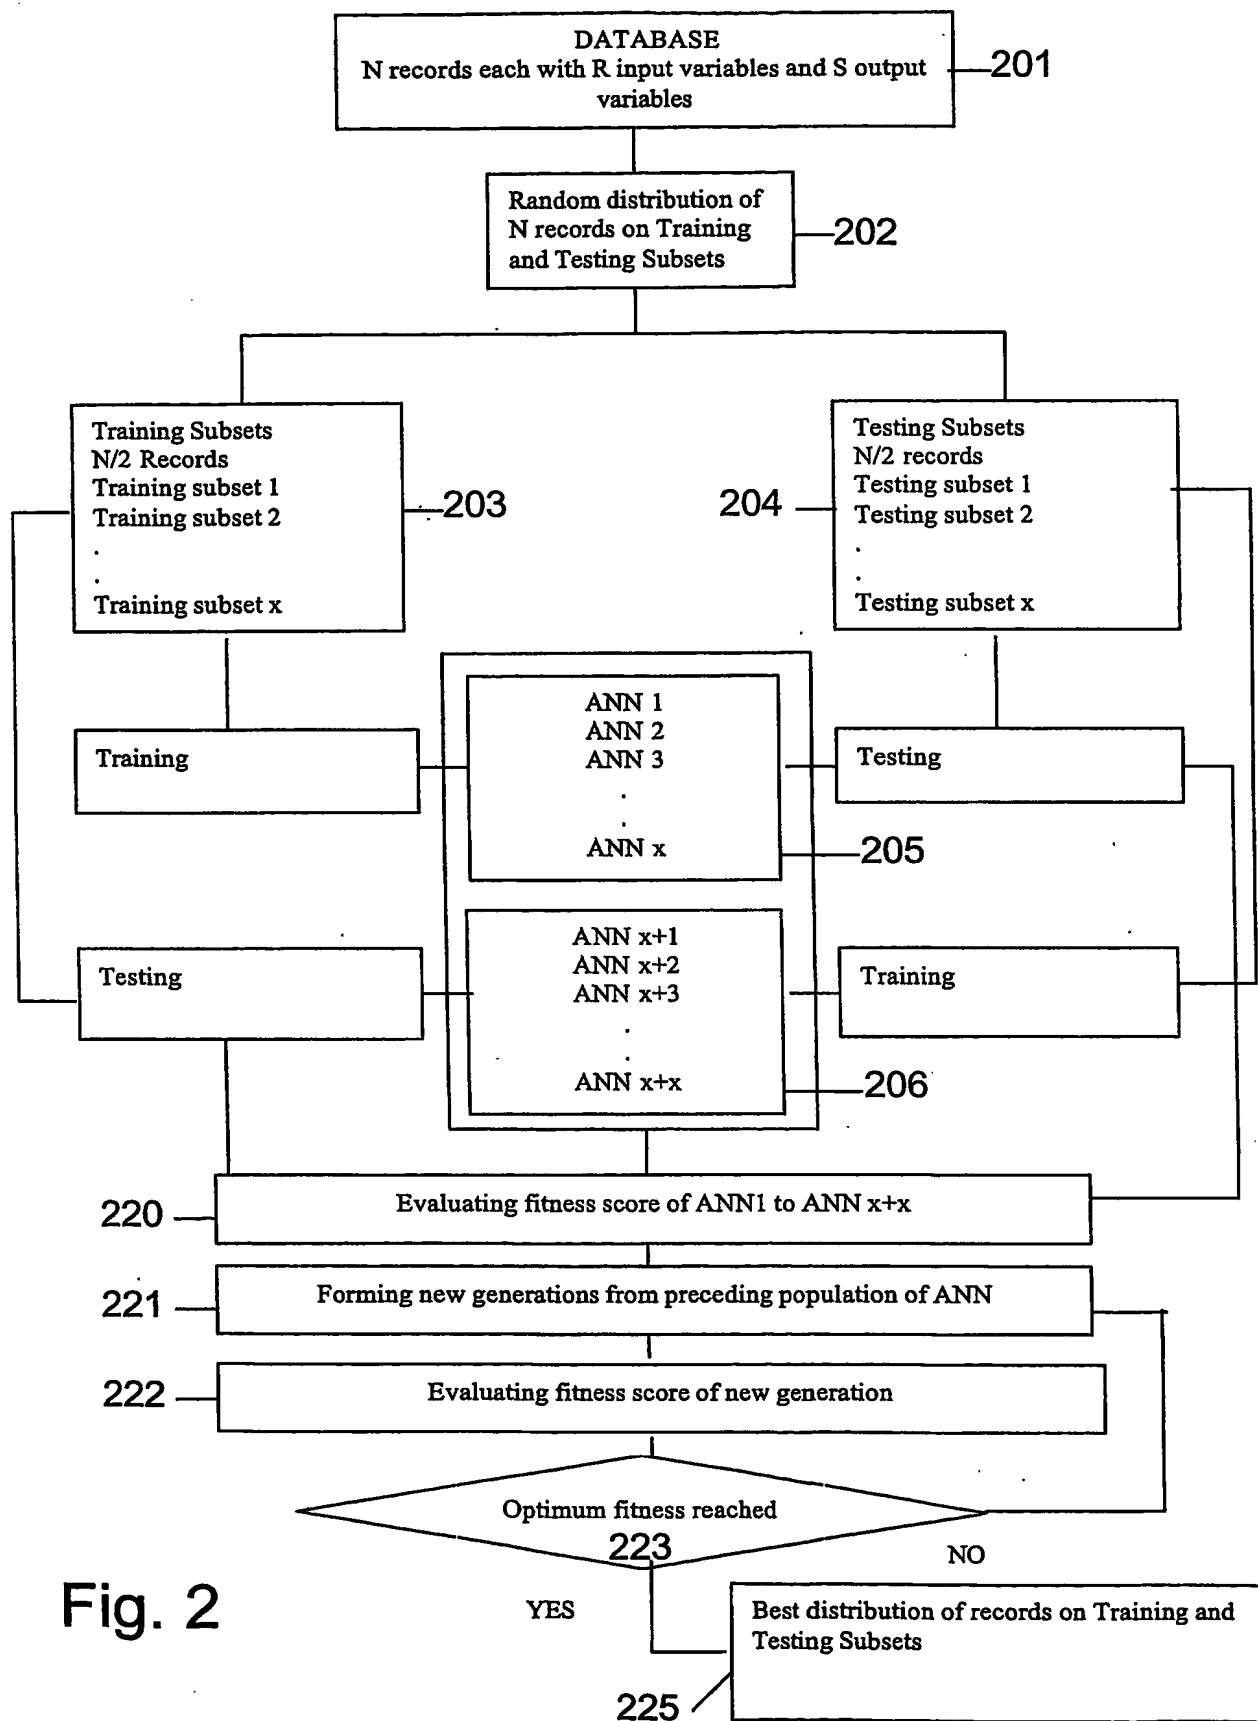 DATABASE
N records each with R input variables and S output
variables
201
Random distribution of
N records on Training
and Testing Subsets
202
Training Subsets
N/2 Records
Training subset 1
Training subset 2
.
.
Training subset x
203
204
Testing Subsets
N/2 records
Testing subset 1
Testing subset 2
.
.
Testing subset x
Training
ANN 1
ANN 2
ANN 3
.
.
ANN x
205
Testing
Testing
ANN x+1
ANN x+2
ANN x+3
.
.
ANN x+x
206
Training
220
Evaluating fitness score of ANN1 to ANN x+x
221
Forming new generations from preceding population of ANN
222
Evaluating fitness score of new generation
Optimum fitness reached
223
NO
YES
Fig. 2
Best distribution of records on Training and
Testing Subsets
225